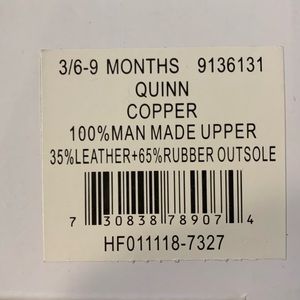 3/6-9 MONTHS 9136131
QUINN
COPPER
100%MAN MADE UPPER
35%LEATHER+65%RUBBER OUTSOLE
7 30838 78907 4
HF011118-7327